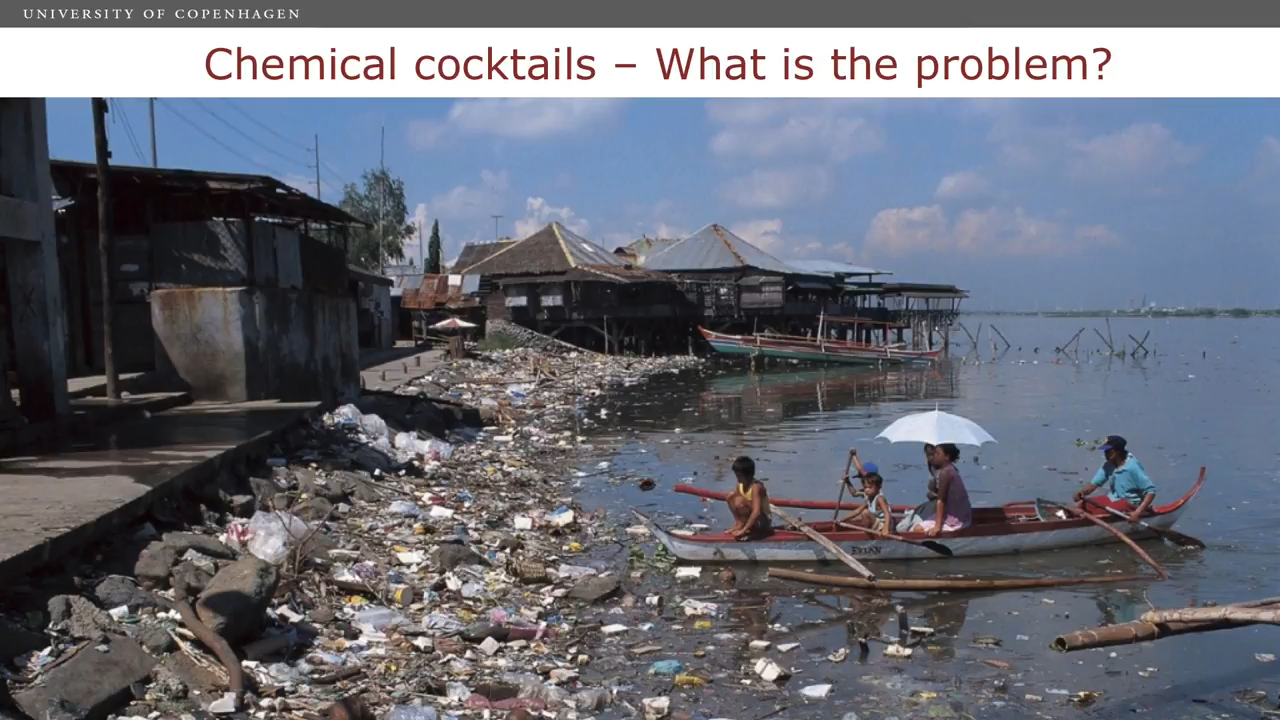 UNIVERSITY OF COPENHAGEN
Chemical cocktails – What is the problem?